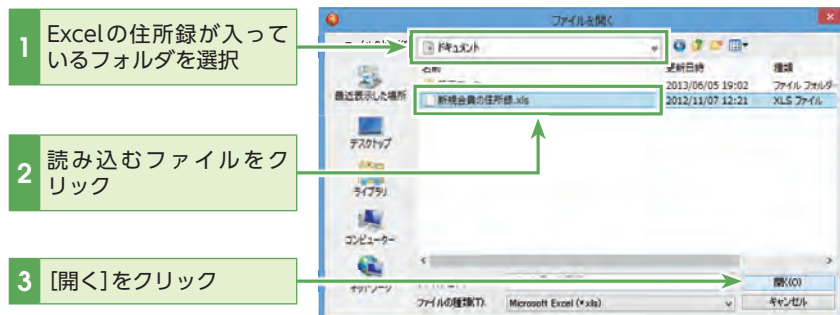 1
Excelの住所録が入って
いるフォルダを選択
2
読み込むファイルをク
リック
3
[開く]をクリック
ファイルを開く
ドキュメント
名前 更新日時 種類
2013/06/05 19:02 ファイル フォルダー
新規会員の住所録.xls 2012/11/07 12:21 XLS ファイル
最近表示した場所
デスクトップ
ライブラリ
コンピューター
ネットワーク
開く(O)
ファイルの種類(T): Microsoft Excel (*.xls) キャンセル